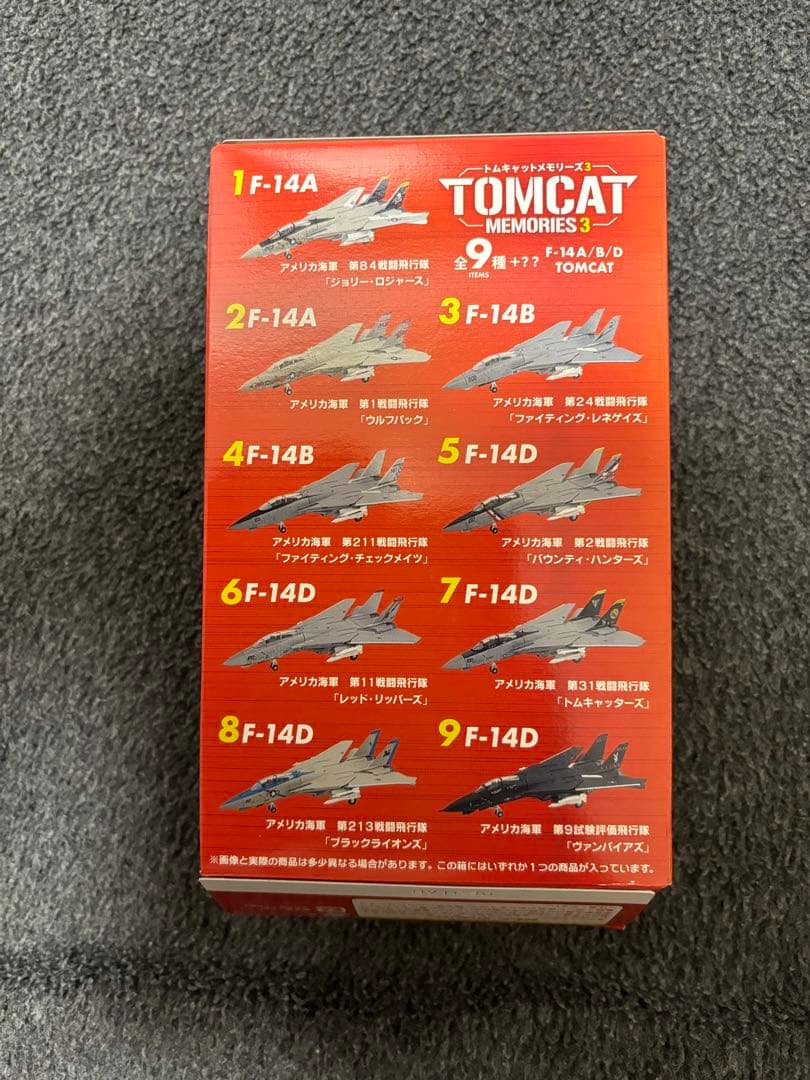 1 F-14A
アメリカ海軍 第84戦闘飛行隊
「ジョリー・ロジャース」
トムキャットメモリーズ3
TOMCAT
MEMORIES 3
全9種+??
ITEMS
F-14A/B/D
TOMCAT
2 F-14A
アメリカ海軍 第1戦闘飛行隊
「ウルフパック」
3 F-14B
アメリカ海軍 第24戦闘飛行隊
「ファイティング・レネゲイズ」
4 F-14B
アメリカ海軍 第211戦闘飛行隊
「ファイティング・チェックメイツ」
5 F-14D
アメリカ海軍 第2戦闘飛行隊
「バウンティ・ハンターズ」
6 F-14D
アメリカ海軍 第11戦闘飛行隊
「レッド・リッパーズ」
7 F-14D
アメリカ海軍 第31戦闘飛行隊
「トムキャッターズ」
8 F-14D
アメリカ海軍 第213戦闘飛行隊
「ブラックライオンズ」
9 F-14D
アメリカ海軍 第9試験評価飛行隊
「ヴァンパイアズ」
※画像と実際の商品は多少異なる場合があります。この箱にはいずれか1つの商品が入っています。